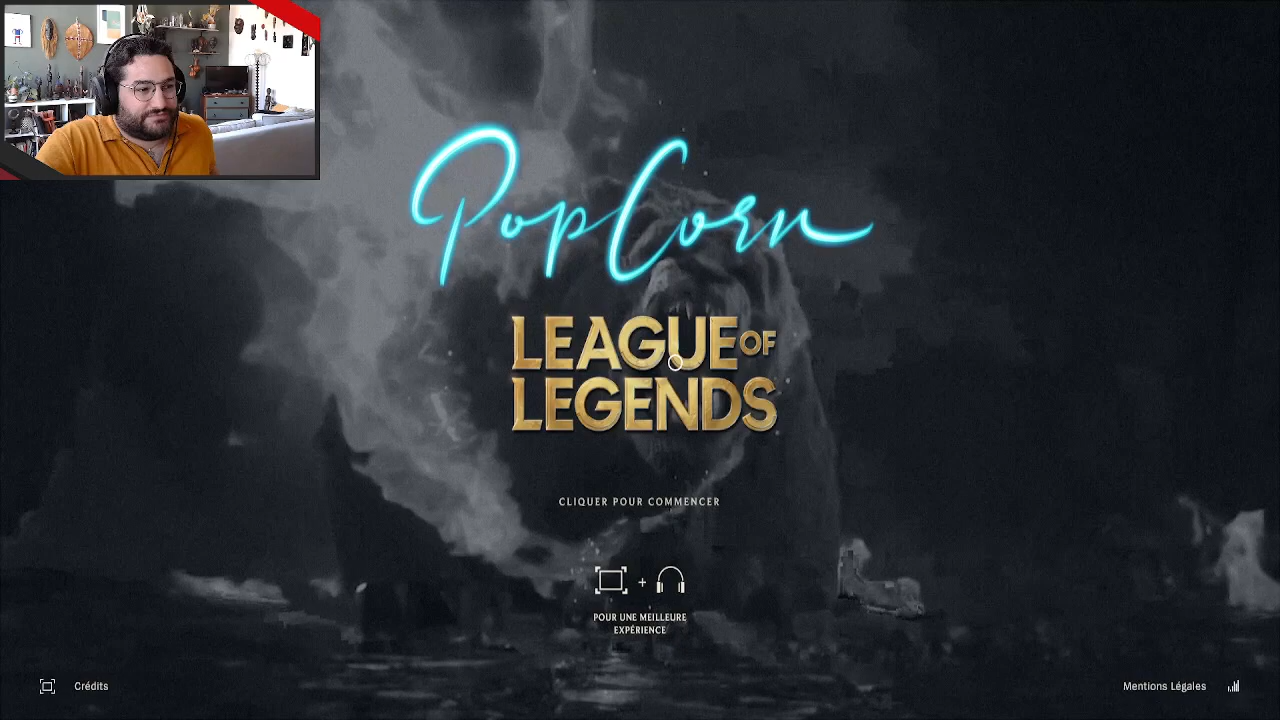 PopCorn
LEAGUE OF
LEGENDS
CLIQUER POUR COMMENCER
+
POUR UNE MEILLEURE
EXPÉRIENCE
Crédits
Mentions Légales